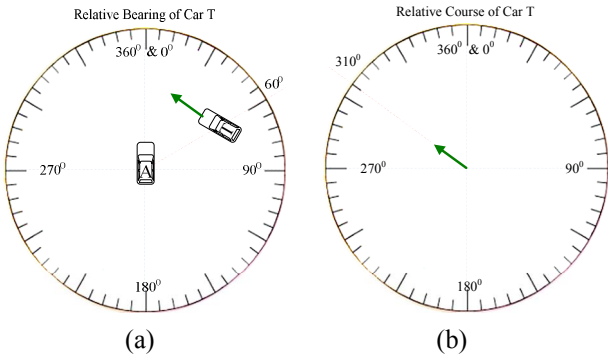 Relative Bearing of Car T
360⁰ & 0⁰
60⁰
270⁰
90⁰
180⁰
A
T
(a)
Relative Course of Car T
360⁰ & 0⁰
310⁰
270⁰
90⁰
180⁰
(b)